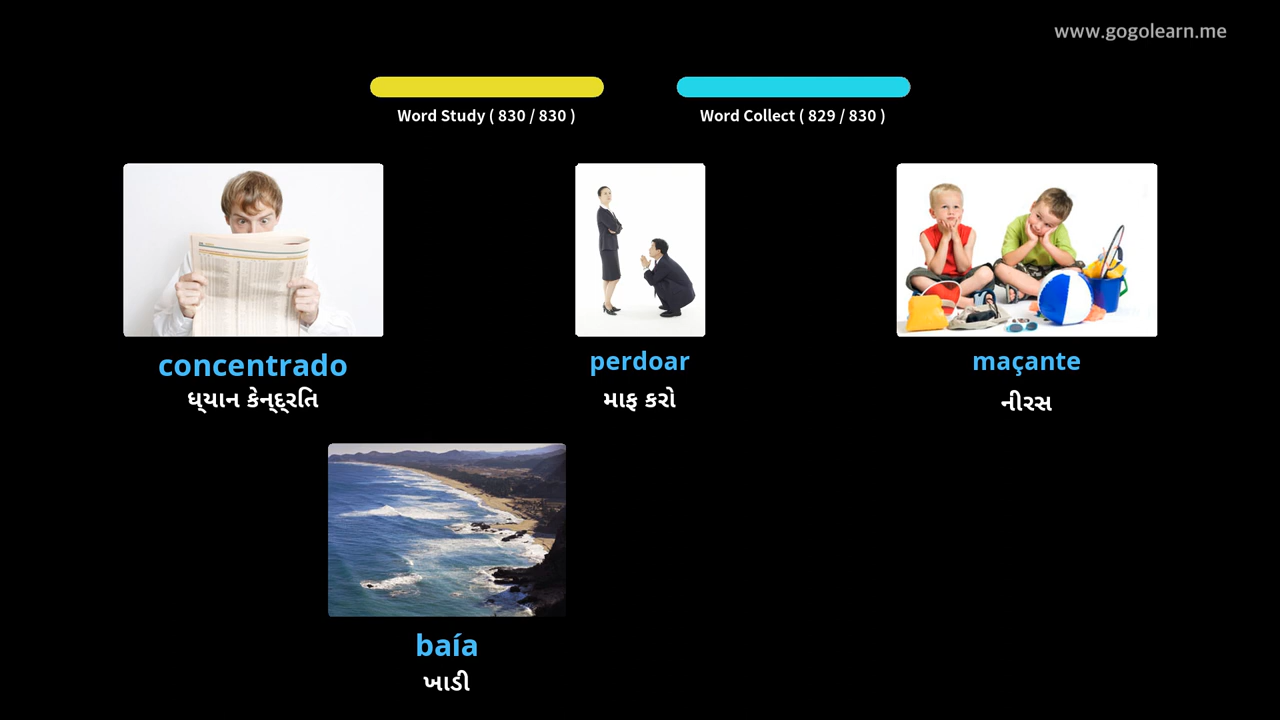 www.gogolearn.me
Word Study ( 830 / 830 )
Word Collect ( 829 / 830 )
concentrado
ધ્યાન કેન્દ્રતિ
perdoar
માફ કરો
maçante
નીરસ
baía
ખાડી